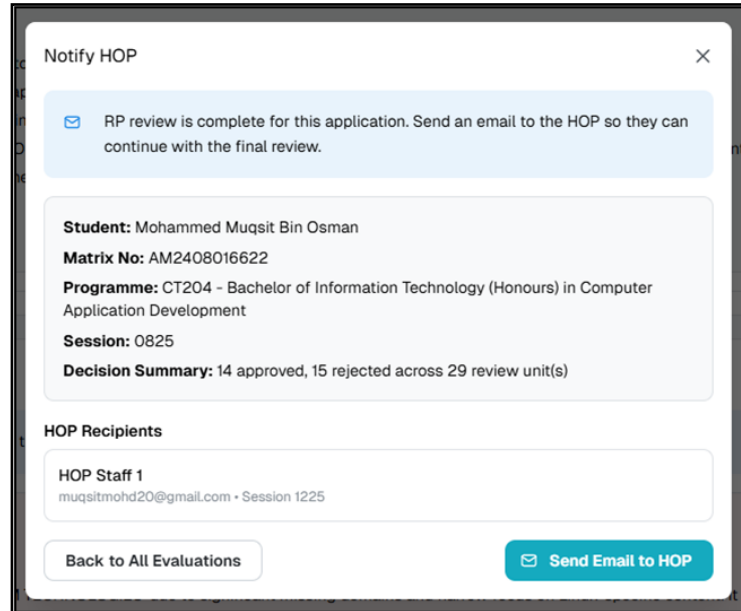 Notify HOP
RP review is complete for this application. Send an email to the HOP so they can
continue with the final review.
Student: Mohammed Muqsit Bin Osman
Matrix No: AM2408016622
Programme: CT204 - Bachelor of Information Technology (Honours) in Computer
Application Development
Session: 0825
Decision Summary: 14 approved, 15 rejected across 29 review unit(s)
HOP Recipients
HOP Staff 1
muqsitmohd20@gmail.com • Session 1225
Back to All Evaluations
Send Email to HOP